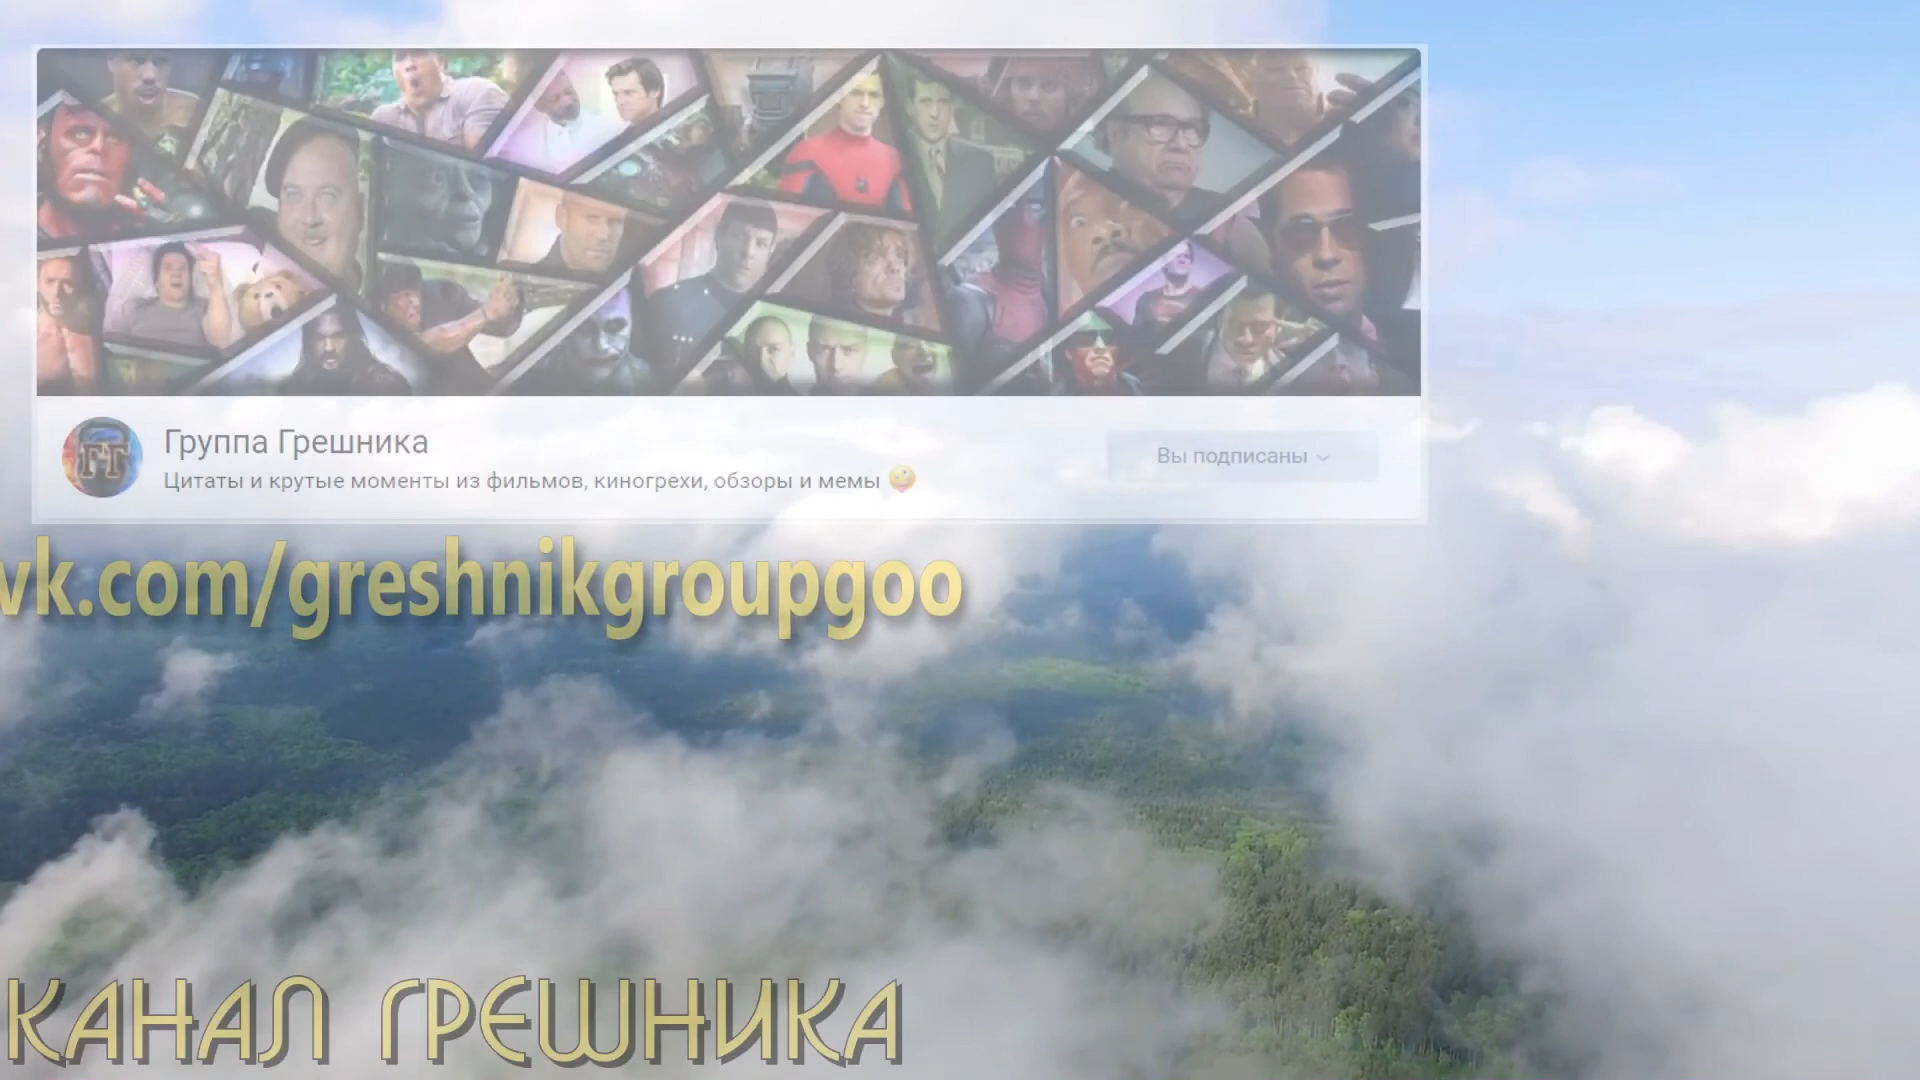 Группа Грешника
Цитаты и крутые моменты из фильмов, киногрехи, обзоры и мемы
Вы подписаны
vk.com/greshnikgroupgoo
КАНАЛ ГРЕШНИКА